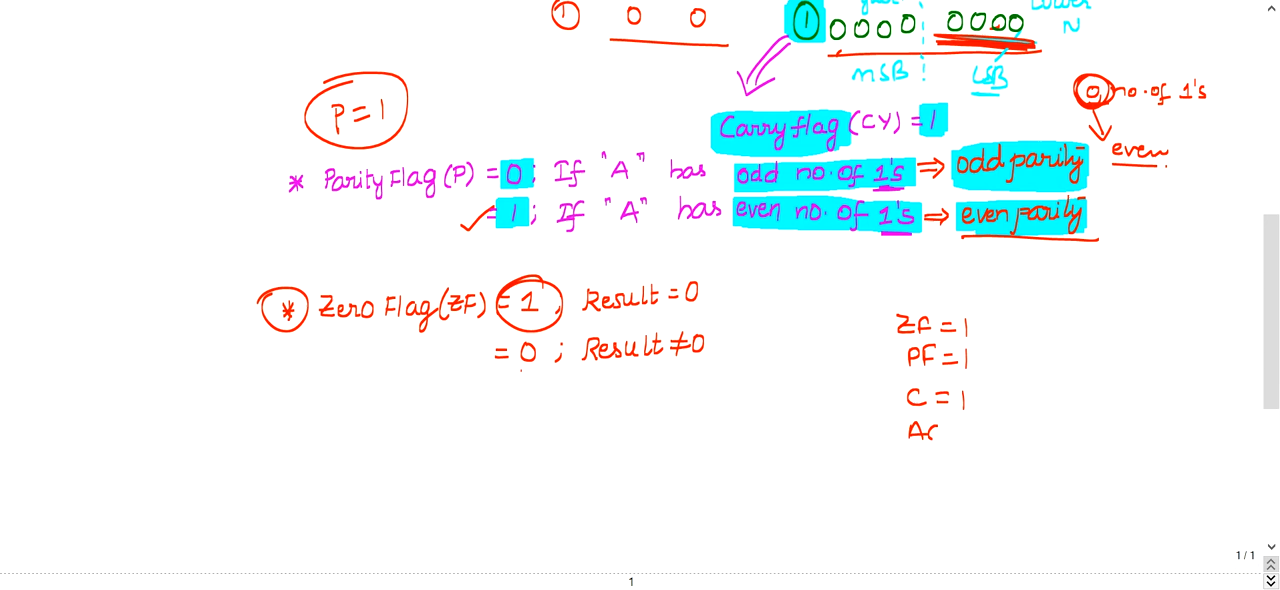 1 0 0 1 0000 0000 Lower
N
MSB LSB
0 no. of 1's
P = 1
Carry flag (CY) = 1
even
* Parity Flag (P) = 0 ; If "A" has odd no. of 1's ⇒ odd parity
= 1 ; If "A" has even no. of 1's ⇒ even parity
* Zero Flag (ZF) = 1, Result = 0
= 0 ; Result ≠ 0
ZF = 1
PF = 1
C = 1
AC
1 / 1
1